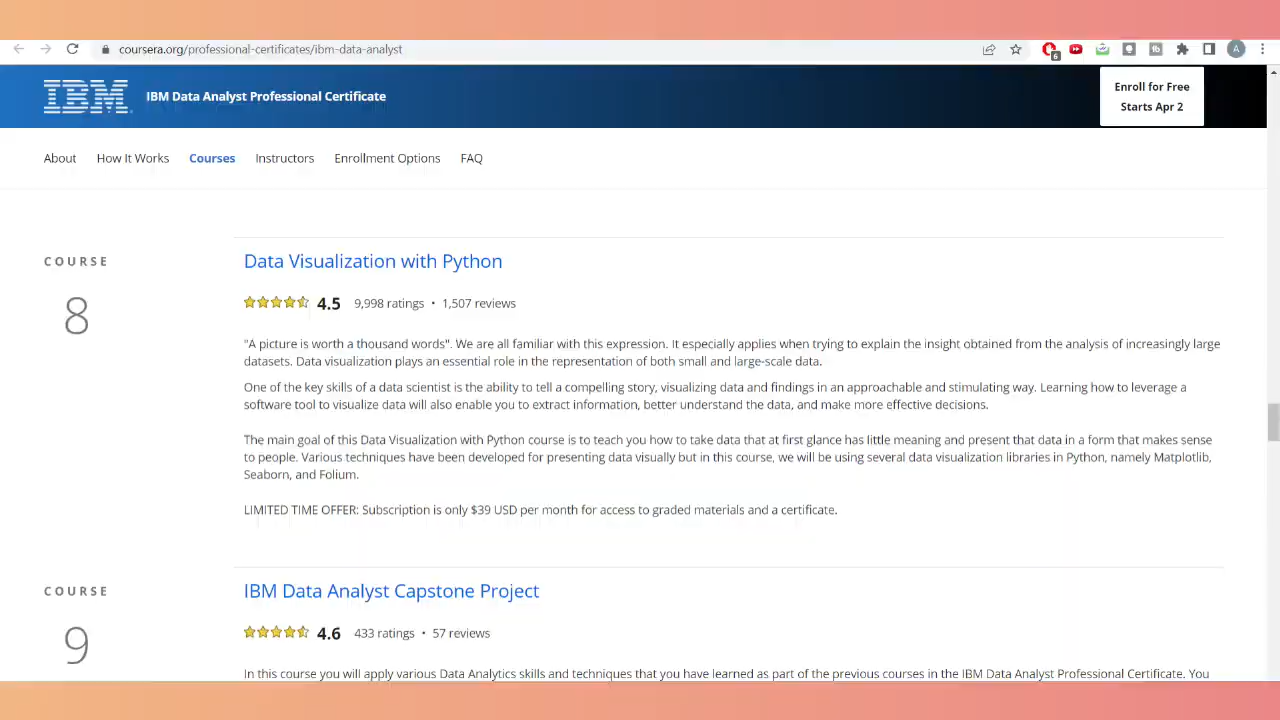 coursera.org/professional-certificates/ibm-data-analyst
6
A
IBM
IBM Data Analyst Professional Certificate
Enroll for Free
Starts Apr 2
About How It Works Courses Instructors Enrollment Options FAQ
COURSE
8
Data Visualization with Python
4.5 9,998 ratings • 1,507 reviews
"A picture is worth a thousand words". We are all familiar with this expression. It especially applies when trying to explain the insight obtained from the analysis of increasingly large
datasets. Data visualization plays an essential role in the representation of both small and large-scale data.
One of the key skills of a data scientist is the ability to tell a compelling story, visualizing data and findings in an approachable and stimulating way. Learning how to leverage a
software tool to visualize data will also enable you to extract information, better understand the data, and make more effective decisions.
The main goal of this Data Visualization with Python course is to teach you how to take data that at first glance has little meaning and present that data in a form that makes sense
to people. Various techniques have been developed for presenting data visually but in this course, we will be using several data visualization libraries in Python, namely Matplotlib,
Seaborn, and Folium.
LIMITED TIME OFFER: Subscription is only $39 USD per month for access to graded materials and a certificate.
COURSE
9
IBM Data Analyst Capstone Project
4.6 433 ratings • 57 reviews
In this course you will apply various Data Analytics skills and techniques that you have learned as part of the previous courses in the IBM Data Analyst Professional Certificate. You